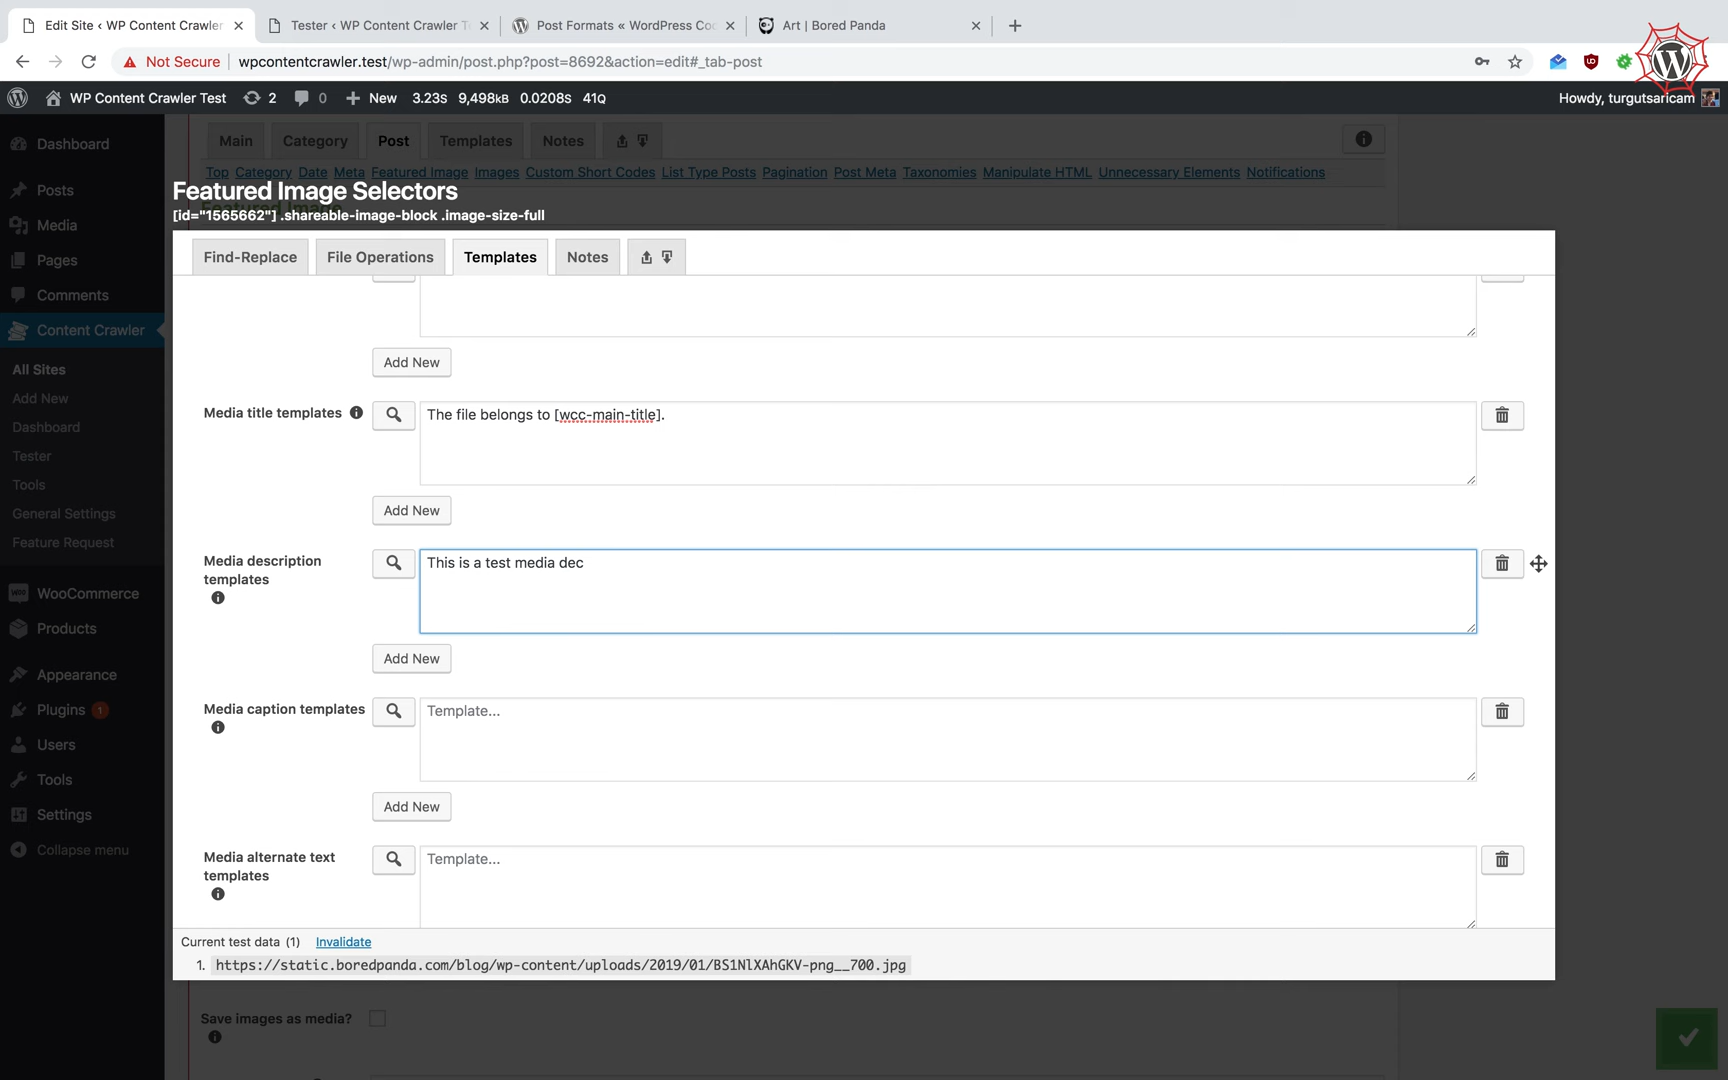 Edit Site ‹ WP Content Crawler
Tester ‹ WP Content Crawler Te
Post Formats « WordPress Co
Art | Bored Panda
Not Secure
wpcontentcrawler.test/wp-admin/post.php?post=8692&action=edit#_tab-post
WP Content Crawler Test
2
0
New
3.23s 9,498KB 0.0208s 41Q
Howdy, turgutsaricam
Dashboard
Posts
Media
Pages
Comments
Content Crawler
All Sites
Add New
Dashboard
Tester
Tools
General Settings
Feature Request
WooCommerce
Products
Appearance
Plugins 1
Users
Tools
Settings
Collapse menu
Main
Category
Post
Templates
Notes
Top Category Date Meta Featured Image Images Custom Short Codes List Type Posts Pagination Post Meta Taxonomies Manipulate HTML Unnecessary Elements Notifications
Featured Image
Featured Image Selectors
[id="1565662"] .shareable-image-block .image-size-full
Find-Replace
File Operations
Templates
Notes
Add New
Media title templates
The file belongs to [wcc-main-title].
Add New
Media description
templates
This is a test media dec
Add New
Media caption templates
Template...
Add New
Media alternate text
templates
Template...
Current test data (1) Invalidate
1. https://static.boredpanda.com/blog/wp-content/uploads/2019/01/BS1NlXAhGKV-png__700.jpg
Save images as media?